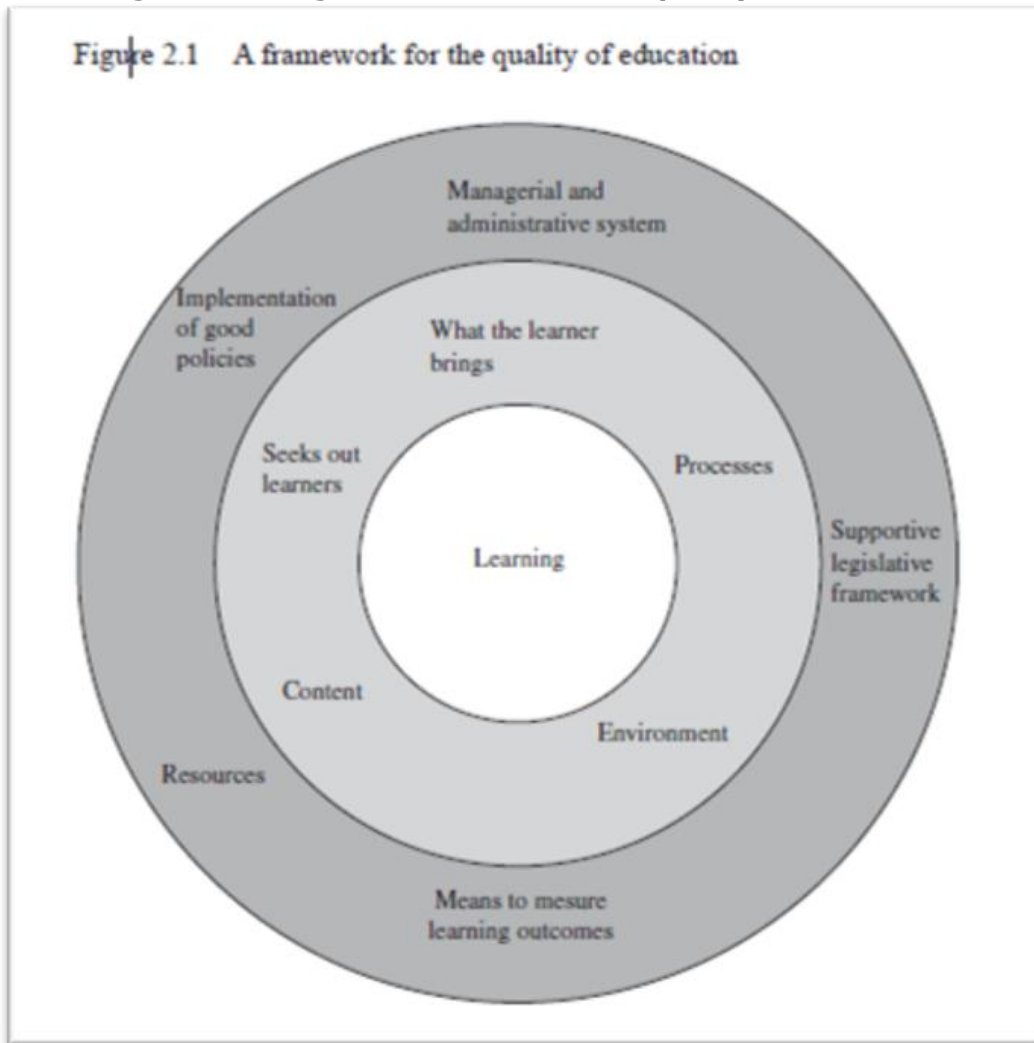 Figure 2.1 A framework for the quality of education
Managerial and
administrative system
Implementation
of good
policies
What the learner
brings
Seeks out
learners
Processes
Learning
Supportive
legislative
framework
Content
Environment
Resources
Means to mesure
learning outcomes